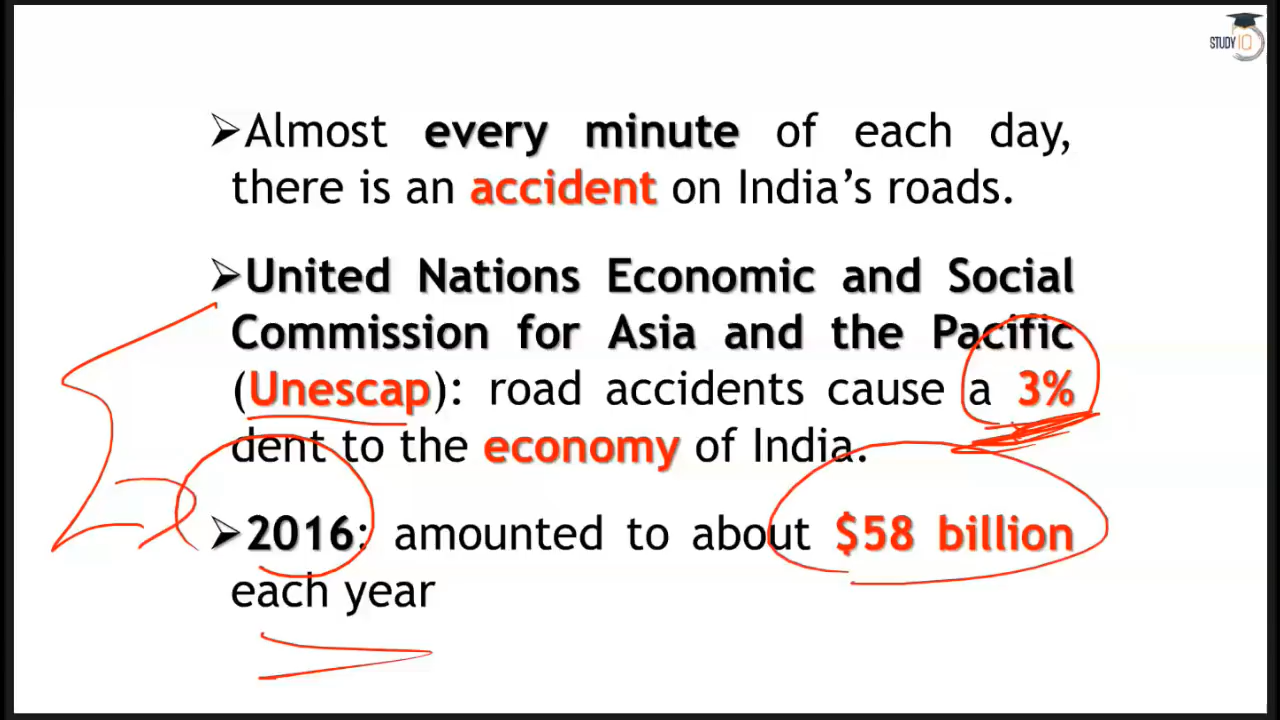 STUDY IQ
➢Almost every minute of each day,
there is an accident on India’s roads.
➢United Nations Economic and Social
Commission for Asia and the Pacific
(Unescap): road accidents cause a 3%
dent to the economy of India.
➢2016: amounted to about $58 billion
each year